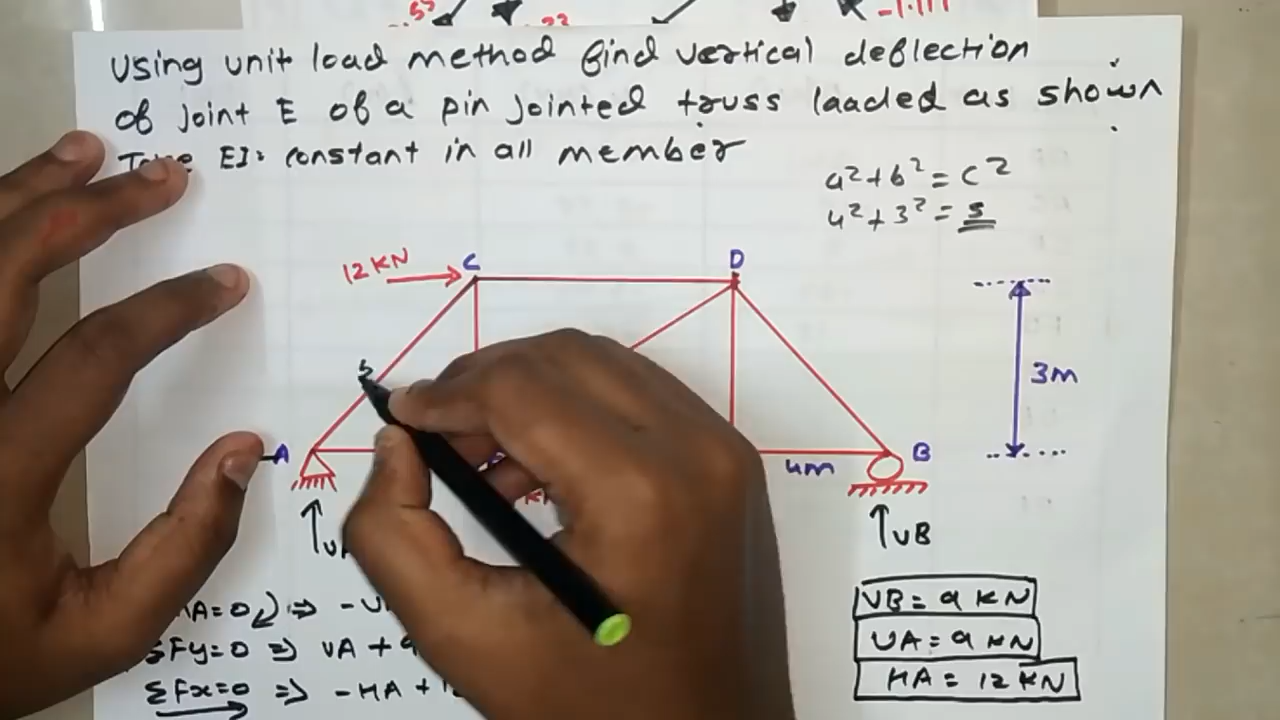 using unit load method find vertical deflection
of joint E of a pin jointed truss loaded as shown
EI: constant in all member
a²+b² = c²
4²+3² = 5
12 KN
C
D
5
3m
A
4m
B
VB
A=0 ⇒ -V
ΣFy=0 ⇒ VA +
ΣFx=0 ⇒ -HA +
VB = 9 KN
VA = 9 KN
HA = 12 KN